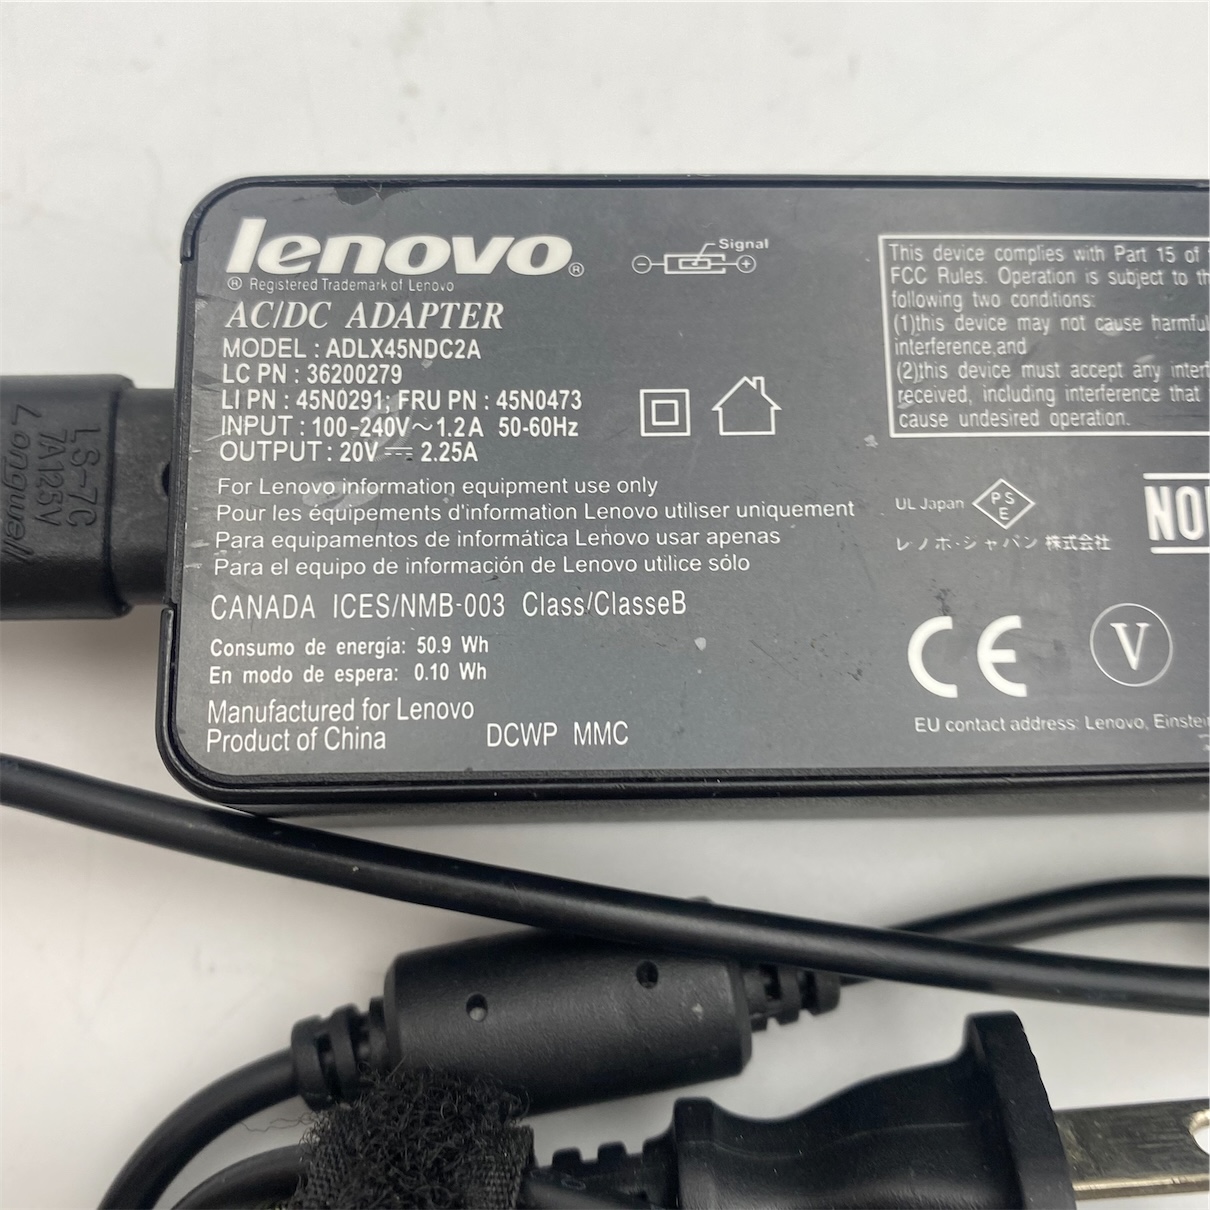 lenovo®
® Registered Trademark of Lenovo
AC/DC ADAPTER
MODEL : ADLX45NDC2A
LC PN : 36200279
LI PN : 45N0291; FRU PN : 45N0473
INPUT : 100-240V～1.2A 50-60Hz
OUTPUT : 20V ⎓ 2.25A
For Lenovo information equipment use only
Pour les équipements d'information Lenovo utiliser uniquement
Para equipamentos de informática Lenovo usar apenas
Para el equipo de información de Lenovo utilice sólo
CANADA ICES/NMB-003 Class/ClasseB
Consumo de energía: 50.9 Wh
En modo de espera: 0.10 Wh
Manufactured for Lenovo
Product of China
DCWP MMC
Signal
This device complies with Part 15 of
FCC Rules. Operation is subject to
following two conditions:
(1)this device may not cause harmful
interference,and
(2)this device must accept any
received, including interference that
cause undesired operation.
UL Japan
PS
E
レノボ・ジャパン 株式会社
CE
V
EU contact address: Lenovo,
LS-7C
7A125V
Longwell